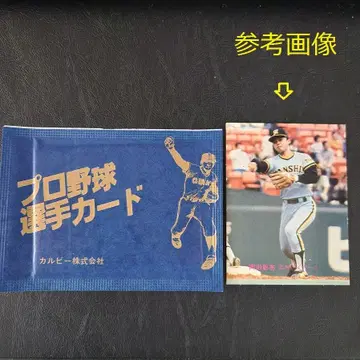 参考画像
プロ野球
選手カード
カルビー株式会社